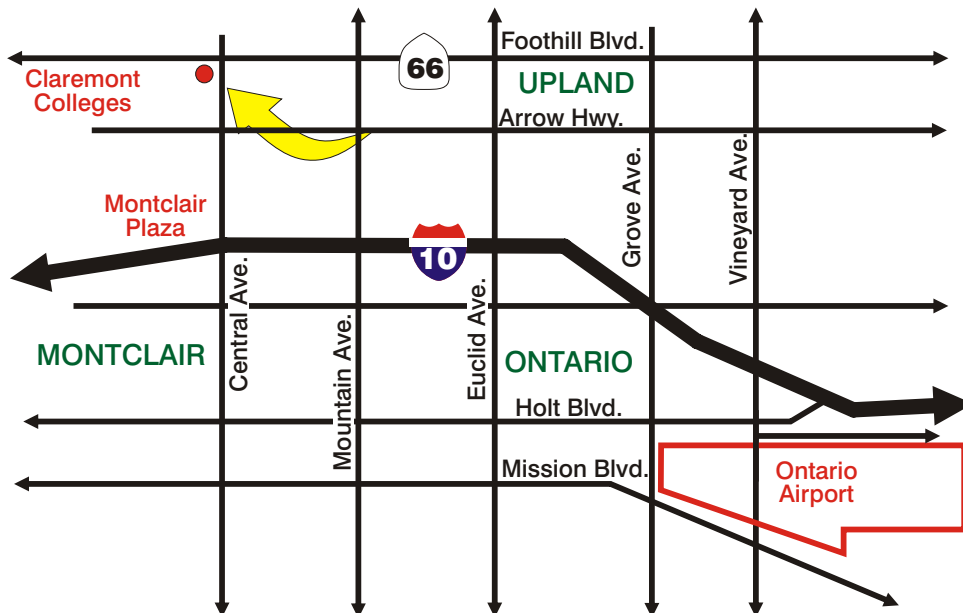 Foothill Blvd.
66
Claremont
Colleges
UPLAND
Arrow Hwy.
Montclair
Plaza
10
Grove Ave.
Vineyard Ave.
Central Ave.
Mountain Ave.
Euclid Ave.
MONTCLAIR
ONTARIO
Holt Blvd.
Mission Blvd.
Ontario
Airport